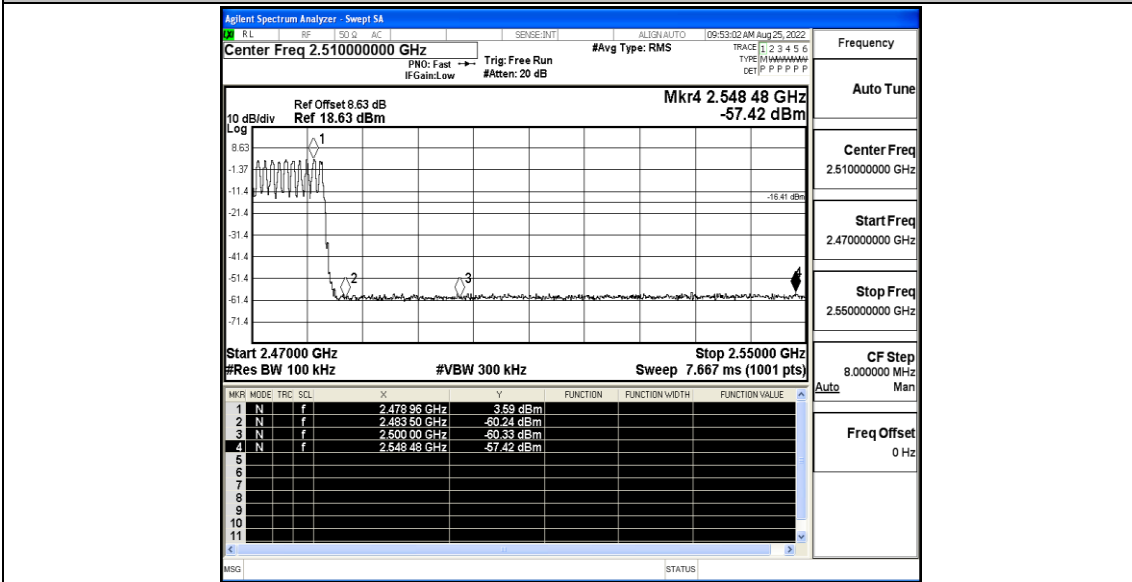 Agilent Spectrum Analyzer - Swept SA
RL RF 50 Ω AC SENSE:INT ALIGN AUTO 09:53:02 AM Aug 25, 2022
Center Freq 2.510000000 GHz
PNO: Fast
IFGain:Low
Trig: Free Run
#Atten: 20 dB
#Avg Type: RMS
TRACE 1 2 3 4 5 6
TYPE M
DET P P P P P P
Ref Offset 8.63 dB
10 dB/div Ref 18.63 dBm
Log
Mkr4 2.548 48 GHz
-57.42 dBm
8.63
-1.37
-11.4
-21.4
-31.4
-41.4
-51.4
-61.4
-71.4
1
2
3
4
-16.41 dBm
Start 2.47000 GHz Stop 2.55000 GHz
#Res BW 100 kHz #VBW 300 kHz Sweep 7.667 ms (1001 pts)
MKR MODE TRC SCL X Y FUNCTION FUNCTION WIDTH FUNCTION VALUE
1 N f 2.478 96 GHz 3.59 dBm
2 N f 2.483 50 GHz -60.24 dBm
3 N f 2.500 00 GHz -60.33 dBm
4 N f 2.548 48 GHz -57.42 dBm
5
6
7
8
9
10
11
MSG STATUS
Frequency
Auto Tune
Center Freq
2.510000000 GHz
Start Freq
2.470000000 GHz
Stop Freq
2.550000000 GHz
CF Step
8.000000 MHz
Auto Man
Freq Offset
0 Hz